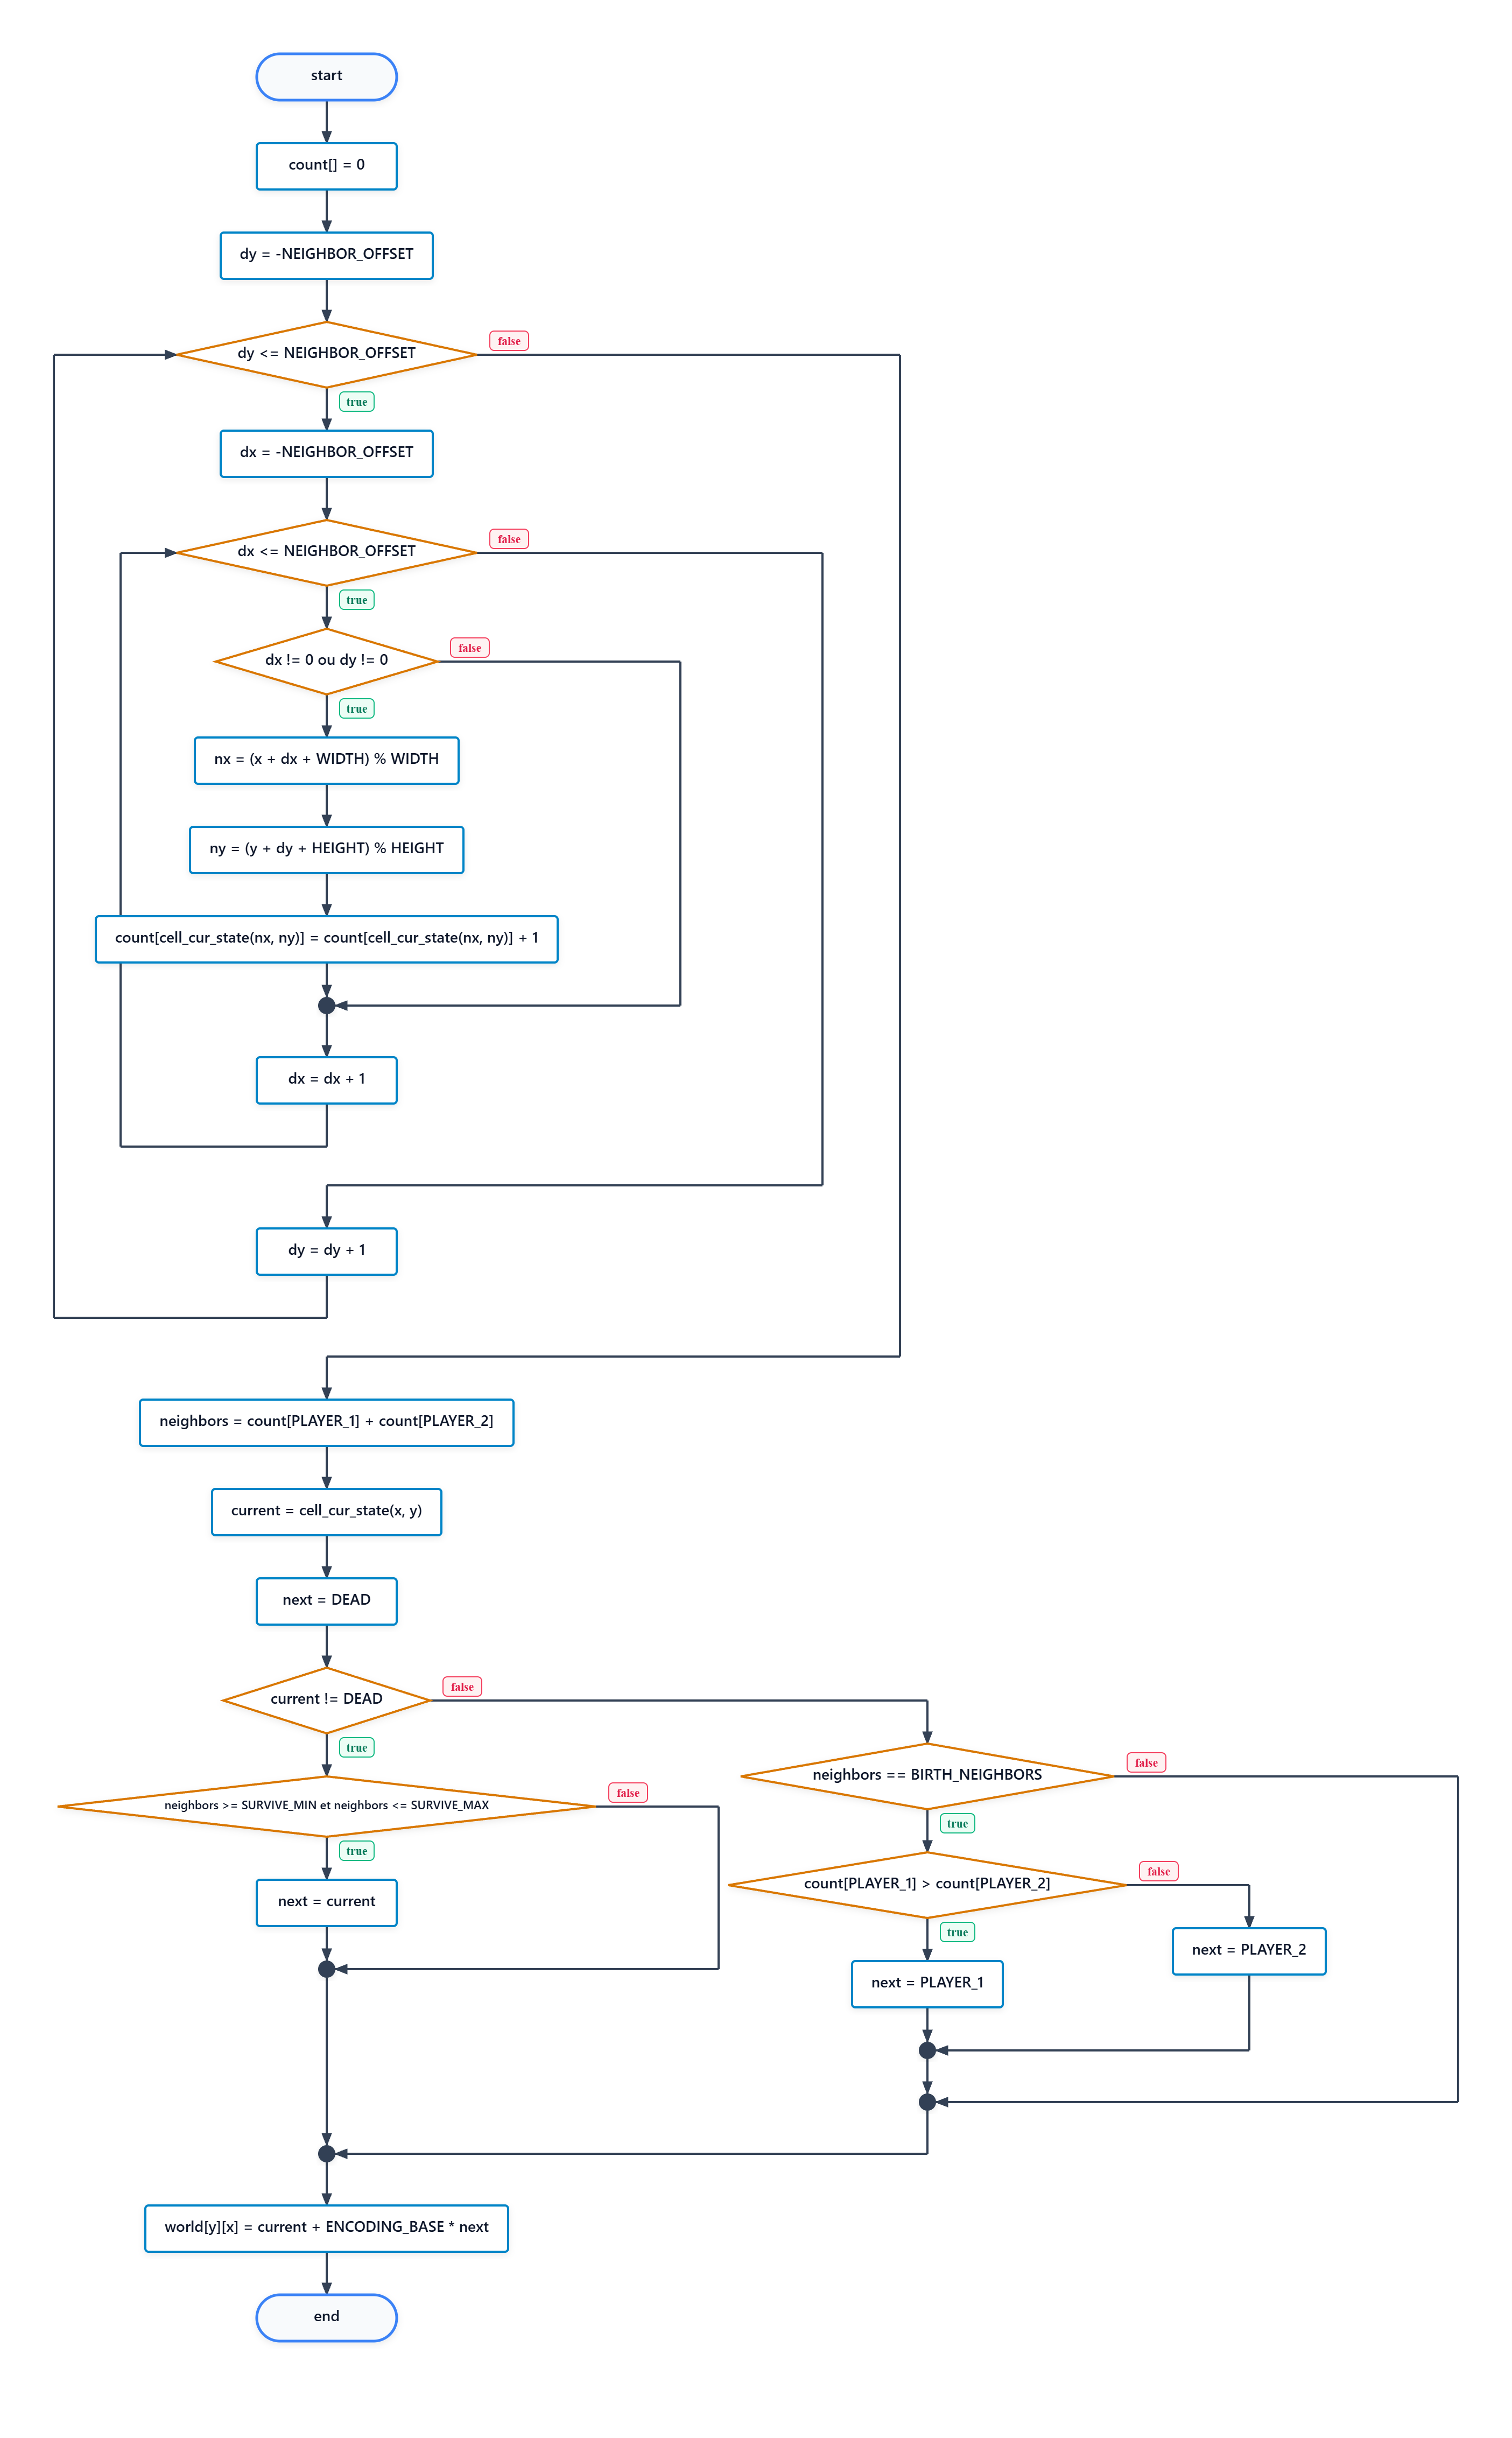 start
count[] = 0
dy = -NEIGHBOR_OFFSET
dy <= NEIGHBOR_OFFSET
false
true
dx = -NEIGHBOR_OFFSET
dx <= NEIGHBOR_OFFSET
false
true
dx != 0 ou dy != 0
false
true
nx = (x + dx + WIDTH) % WIDTH
ny = (y + dy + HEIGHT) % HEIGHT
count[cell_cur_state(nx, ny)] = count[cell_cur_state(nx, ny)] + 1
dx = dx + 1
dy = dy + 1
neighbors = count[PLAYER_1] + count[PLAYER_2]
current = cell_cur_state(x, y)
next = DEAD
current != DEAD
false
true
neighbors >= SURVIVE_MIN et neighbors <= SURVIVE_MAX
false
true
next = current
neighbors == BIRTH_NEIGHBORS
false
true
count[PLAYER_1] > count[PLAYER_2]
false
true
next = PLAYER_2
next = PLAYER_1
world[y][x] = current + ENCODING_BASE * next
end